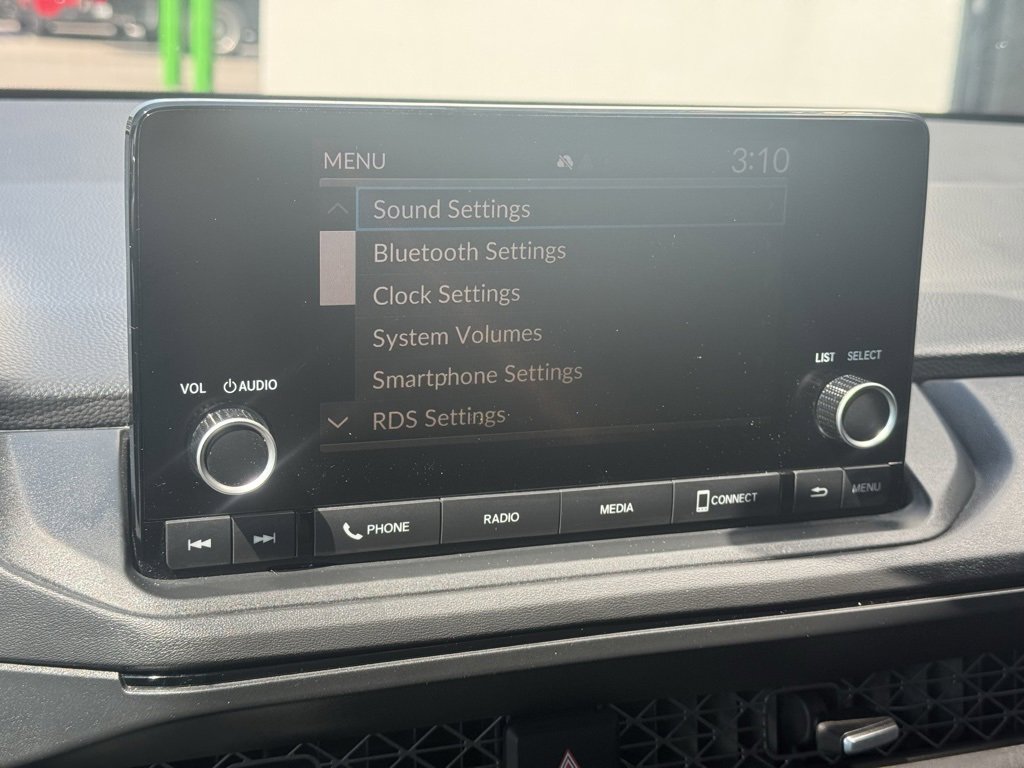 MENU 3:10
Sound Settings
Bluetooth Settings
Clock Settings
System Volumes
Smartphone Settings
RDS Settings
VOL AUDIO
LIST SELECT
PHONE
RADIO
MEDIA
CONNECT
MENU